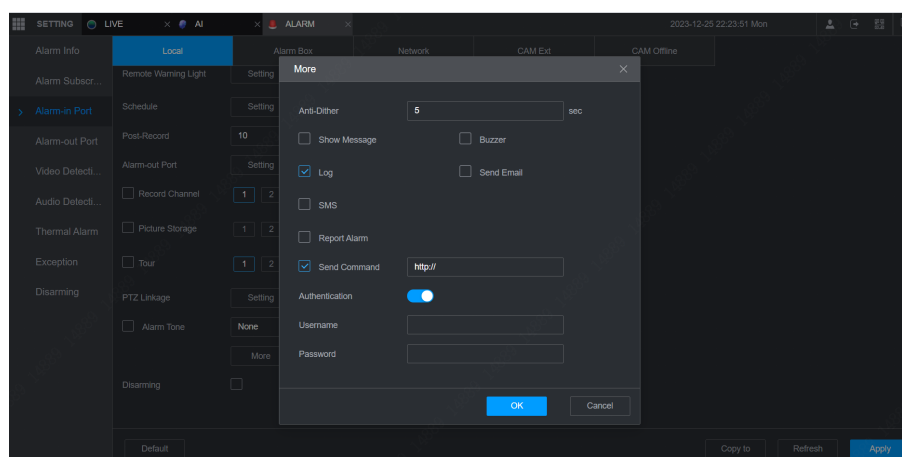 SETTING LIVE × AI × ALARM × 2023-12-25 22:23:51 Mon
Alarm Info
Alarm Subscr...
> Alarm-in Port
Alarm-out Port
Video Detecti...
Audio Detecti...
Thermal Alarm
Exception
Disarming
Local Alarm Box Network CAM Ext CAM Offline
Remote Warning Light Setting
Schedule Setting
Post-Record 10
Alarm-out Port Setting
Record Channel 1 2
Picture Storage 1 2
Tour 1 2
PTZ Linkage Setting
Alarm Tone None
More
Disarming
More ×
Anti-Dither 5 sec
Show Message Buzzer
Log Send Email
SMS
Report Alarm
Send Command http://
Authentication
Username
Password
OK Cancel
Default Copy to Refresh Apply